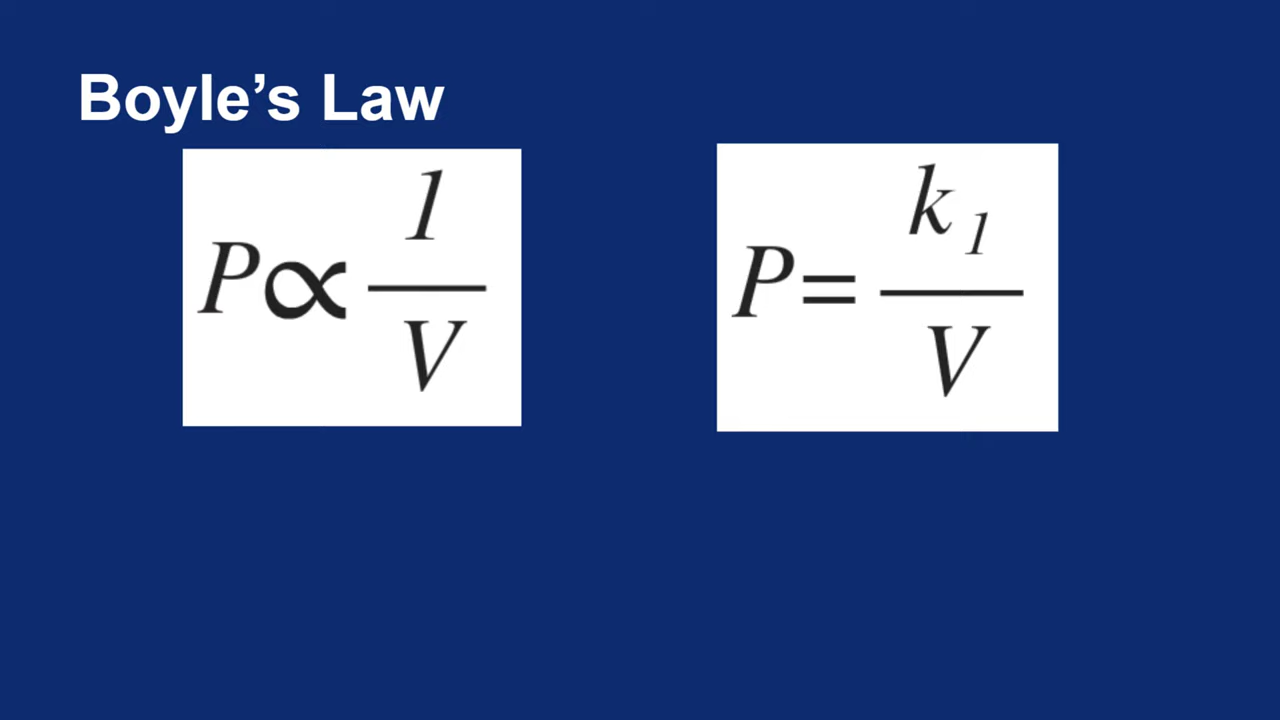 Boyle’s Law
P∝ 1/V
P= k₁/V